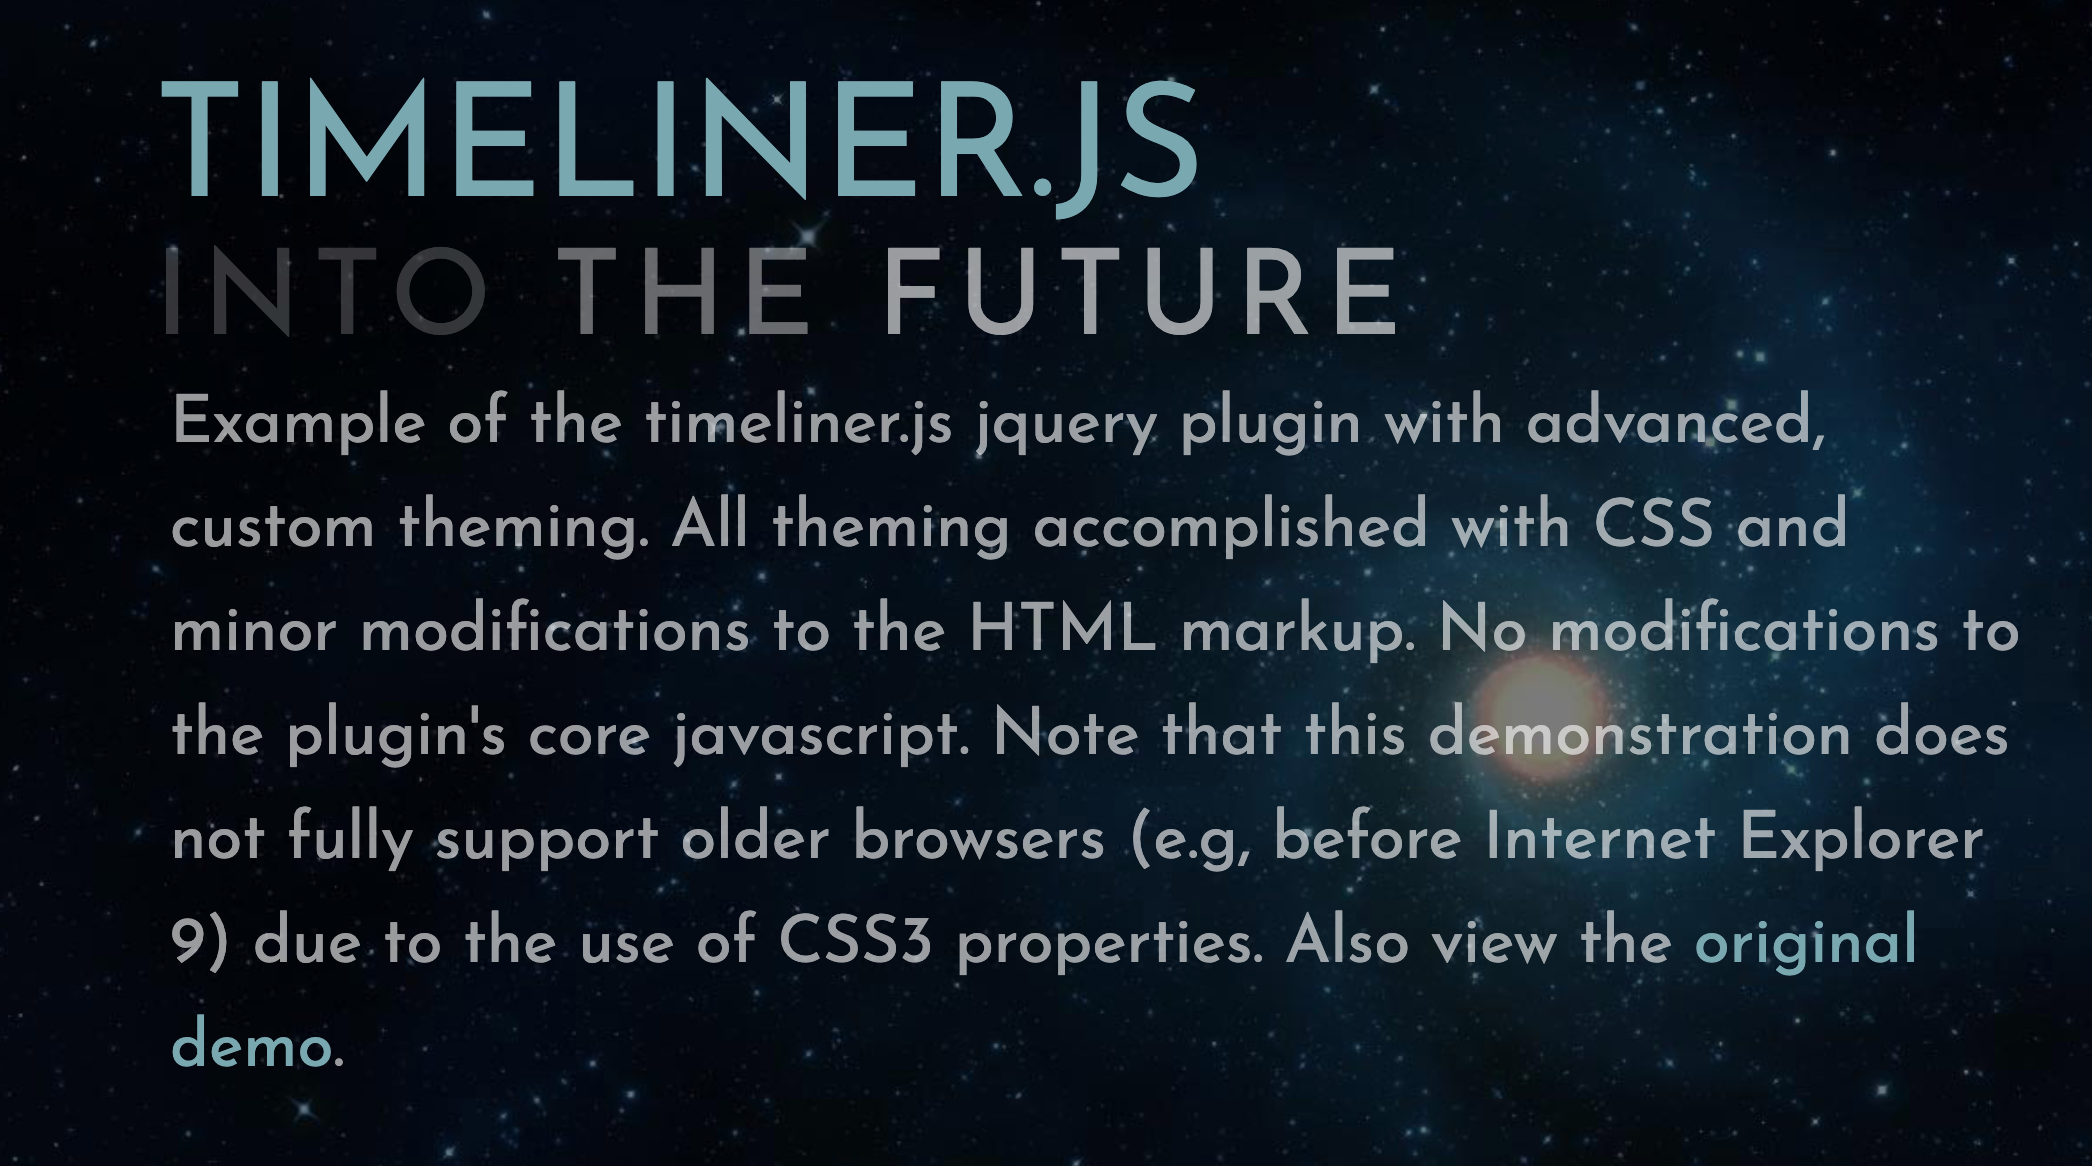 TIMELINER.JS
INTO THE FUTURE
Example of the timeliner.js jquery plugin with advanced,
custom theming. All theming accomplished with CSS and
minor modifications to the HTML markup. No modifications to
the plugin's core javascript. Note that this demonstration does
not fully support older browsers (e.g, before Internet Explorer
9) due to the use of CSS3 properties. Also view the original
demo.